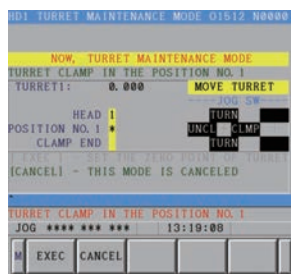 HD1 TURRET MAINTENANCE MODE O1512 N0000
NOW, TURRET MAINTENANCE MODE
TURRET CLAMP IN THE POSITION NO. 1
TURRET1: 0.000 MOVE TURRET
JOG SW
HEAD 1 TURN
POSITION NO. 1 * UNCL CLMP
CLAMP END TURN
[EXEC] - SET THE ZERO POINT OF TURRET
[CANCEL] - THIS MODE IS CANCELED
TURRET CLAMP IN THE POSITION NO. 1
JOG **** *** *** 13:19:08
M EXEC CANCEL